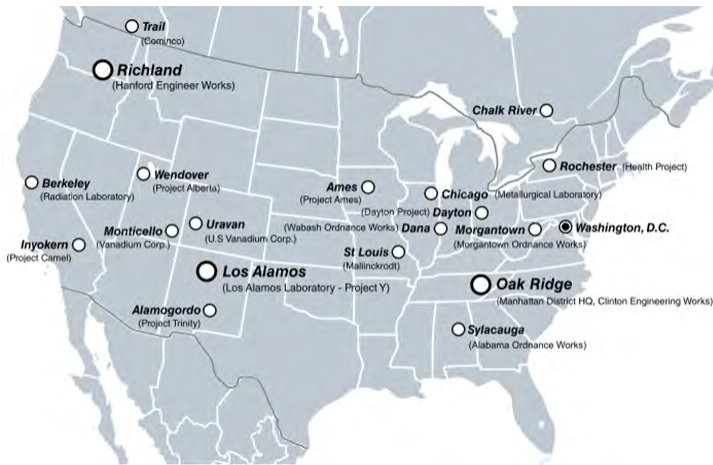 Trail
(Cominco)
Richland
(Hanford Engineer Works)
Chalk River
Rochester (Health Project)
Wendover
(Project Alberta)
Berkeley
(Radiation Laboratory)
Ames
(Project Ames)
Chicago (Metallurgical Laboratory)
(Dayton Project) Dayton
Uravan
(U.S Vanadium Corp.)
Monticello
(Vanadium Corp.)
(Wabash Ordnance Works) Dana
Morgantown
(Morgantown Ordnance Works)
Washington, D.C.
Inyokern
(Project Camel)
St Louis
(Mallinckrodt)
Los Alamos
(Los Alamos Laboratory - Project Y)
Oak Ridge
(Manhattan District HQ, Clinton Engineering Works)
Alamogordo
(Project Trinity)
Sylacauga
(Alabama Ordnance Works)